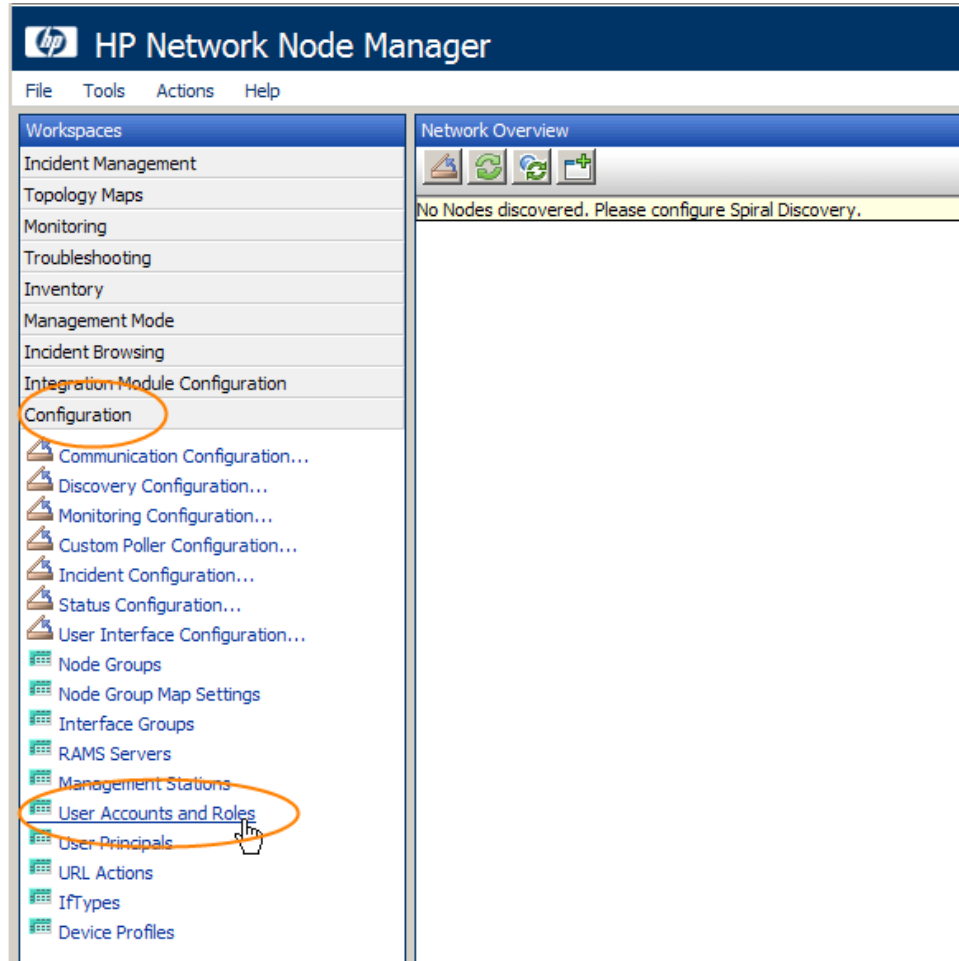 hp HP Network Node Manager
File Tools Actions Help
Workspaces
Incident Management
Topology Maps
Monitoring
Troubleshooting
Inventory
Management Mode
Incident Browsing
Integration Module Configuration
Configuration
Communication Configuration...
Discovery Configuration...
Monitoring Configuration...
Custom Poller Configuration...
Incident Configuration...
Status Configuration...
User Interface Configuration...
Node Groups
Node Group Map Settings
Interface Groups
RAMS Servers
Management Stations
User Accounts and Roles
User Principals
URL Actions
IfTypes
Device Profiles
Network Overview
No Nodes discovered. Please configure Spiral Discovery.